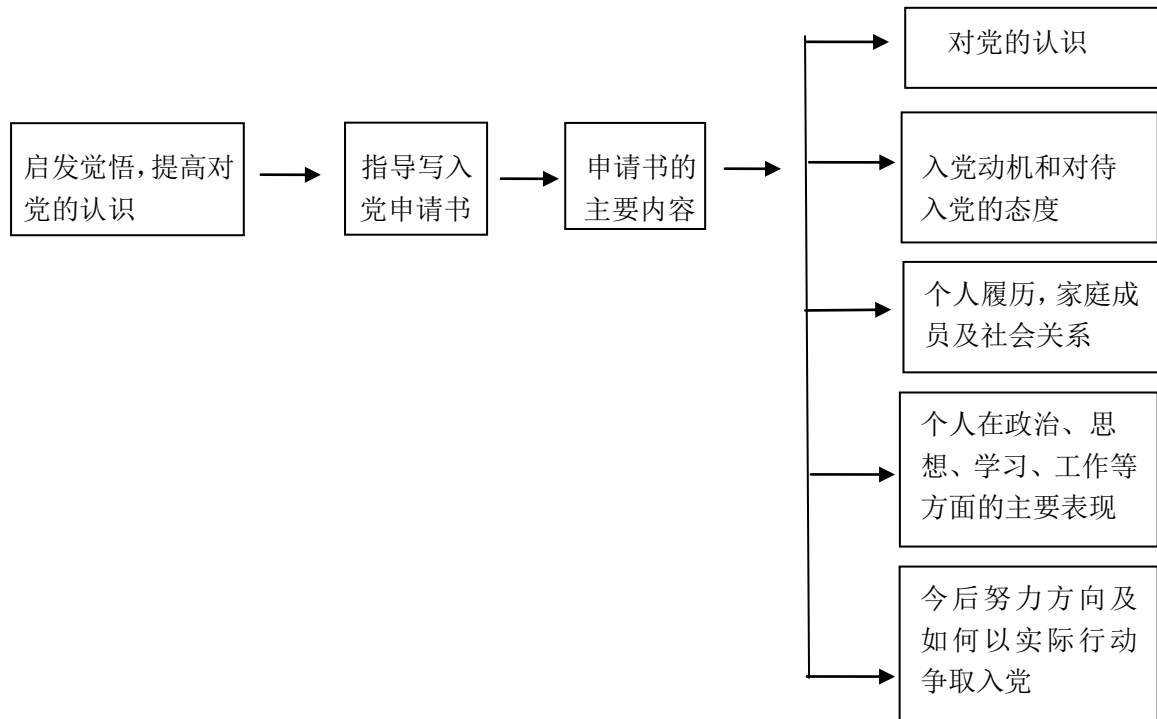 启发觉悟,提高对
党的认识
指导写入
党申请书
申请书的
主要内容
对党的认识
入党动机和对待
入党的态度
个人履历,家庭成
员及社会关系
个人在政治、思
想、学习、工作等
方面的主要表现
今后努力方向及
如何以实际行动
争取入党